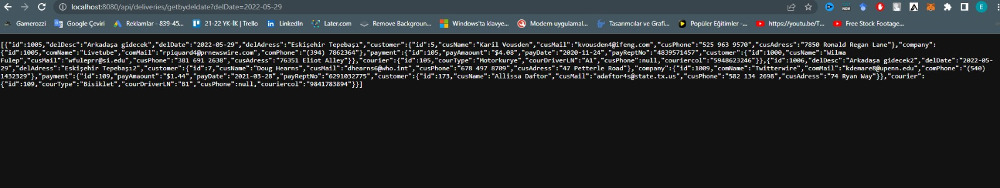 localhost:8080/api/deliveries/getbydeldate?delDate=2022-05-29
NEW
E
Gamerozzi
Google Çeviri
Reklamlar - 839-45...
21-22 YK-İK | Trello
LinkedIn
Later.com
Remove Backgroun...
Windows'ta klavye...
Modern uygulamal...
Tasarımcılar ve Grafi...
Popüler Eğitimler -...
https://youtu.be/T...
Free Stock Footage...
[{"id":1005,"delDesc":"Arkadaşa gidecek","delDate":"2022-05-29","delAdress":"Eskişehir Tepebaşı","customer":{"id":5,"cusName":"Karil Vousden","cusMail":"kvousden4@ifeng.com","cusPhone":"525 963 9570","cusAdress":"7850 Ronald Regan Lane"},"company":
{"id":1005,"comName":"Livetube","comMail":"rpiquard4@prnewswire.com","comPhone":"(394) 7862364"},"payment":{"id":105,"payAmaount":"$4.08","payDate":"2020-11-24","payReptNo":"4839571457","customer":{"id":1000,"cusName":"Wilma
Fulep","cusMail":"wfuleprr@si.edu","cusPhone":"381 691 2638","cusAdress":"76351 Eliot Alley"}},"courier":{"id":105,"courType":"Motorkurye","courDriverLN":"A1","cusPhone":null,"couriercol":"5948623246"}},{"id":1006,"delDesc":"Arkadaşa gidecek2","delDate":"2022-05-
29","delAdress":"Eskişehir Tepebaşı2","customer":{"id":7,"cusName":"Doug Hearns","cusMail":"dhearns6@who.int","cusPhone":"678 497 8709","cusAdress":"47 Petterle Road"},"company":{"id":1009,"comName":"Twitterwire","comMail":"kdemare8@upenn.edu","comPhone":"(540)
1432329"},"payment":{"id":109,"payAmaount":"$1.44","payDate":"2021-03-28","payReptNo":"6291032775","customer":{"id":173,"cusName":"Allissa Daftor","cusMail":"adaftor4s@state.tx.us","cusPhone":"582 134 2698","cusAdress":"74 Ryan Way"}},"courier":
{"id":109,"courType":"Bisiklet","courDriverLN":"B1","cusPhone":null,"couriercol":"9841783894"}}]